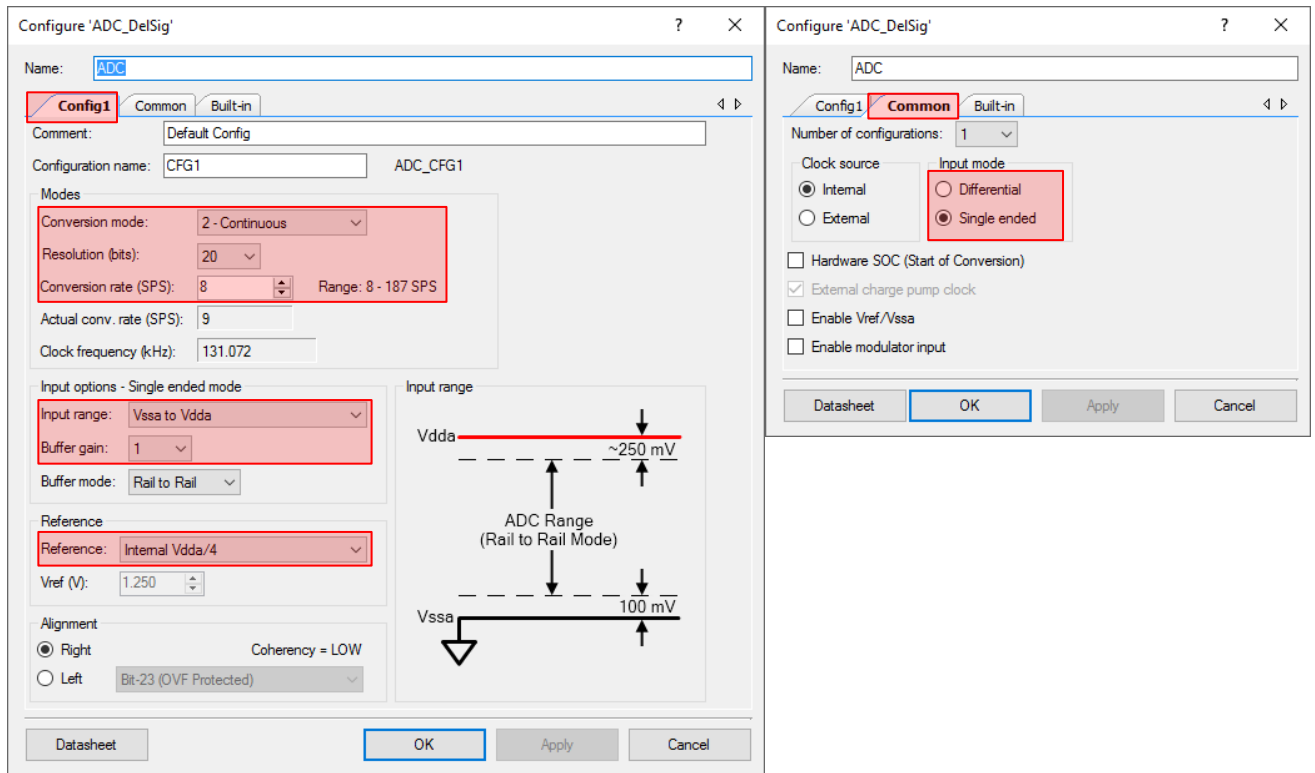 Configure 'ADC_DelSig' ? ×
Name: ADC
Config1 Common Built-in
Comment: Default Config
Configuration name: CFG1 ADC_CFG1
Modes
Conversion mode: 2 - Continuous
Resolution (bits): 20
Conversion rate (SPS): 8 Range: 8 - 187 SPS
Actual conv. rate (SPS): 9
Clock frequency (kHz): 131.072
Input options - Single ended mode
Input range: Vssa to Vdda
Buffer gain: 1
Buffer mode: Rail to Rail
Reference
Reference: Internal Vdda/4
Vref (V): 1.250
Alignment
Right Coherency = LOW
Left Bit-23 (OVF Protected)
Input range
Vdda
~250 mV
ADC Range
(Rail to Rail Mode)
100 mV
Vssa
Datasheet OK Apply Cancel
Configure 'ADC_DelSig' ? ×
Name: ADC
Config1 Common Built-in
Number of configurations: 1
Clock source
Internal
External
Input mode
Differential
Single ended
Hardware SOC (Start of Conversion)
External charge pump clock
Enable Vref/Vssa
Enable modulator input
Datasheet OK Apply Cancel